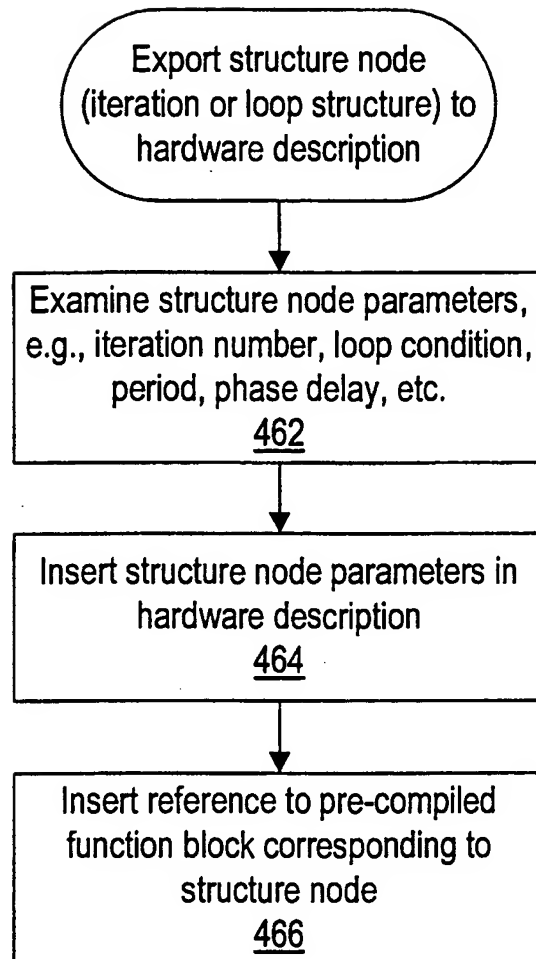 Export structure node
(iteration or loop structure) to
hardware description
Examine structure node parameters,
e.g., iteration number, loop condition,
period, phase delay, etc.
462
Insert structure node parameters in
hardware description
464
Insert reference to pre-compiled
function block corresponding to
structure node
466